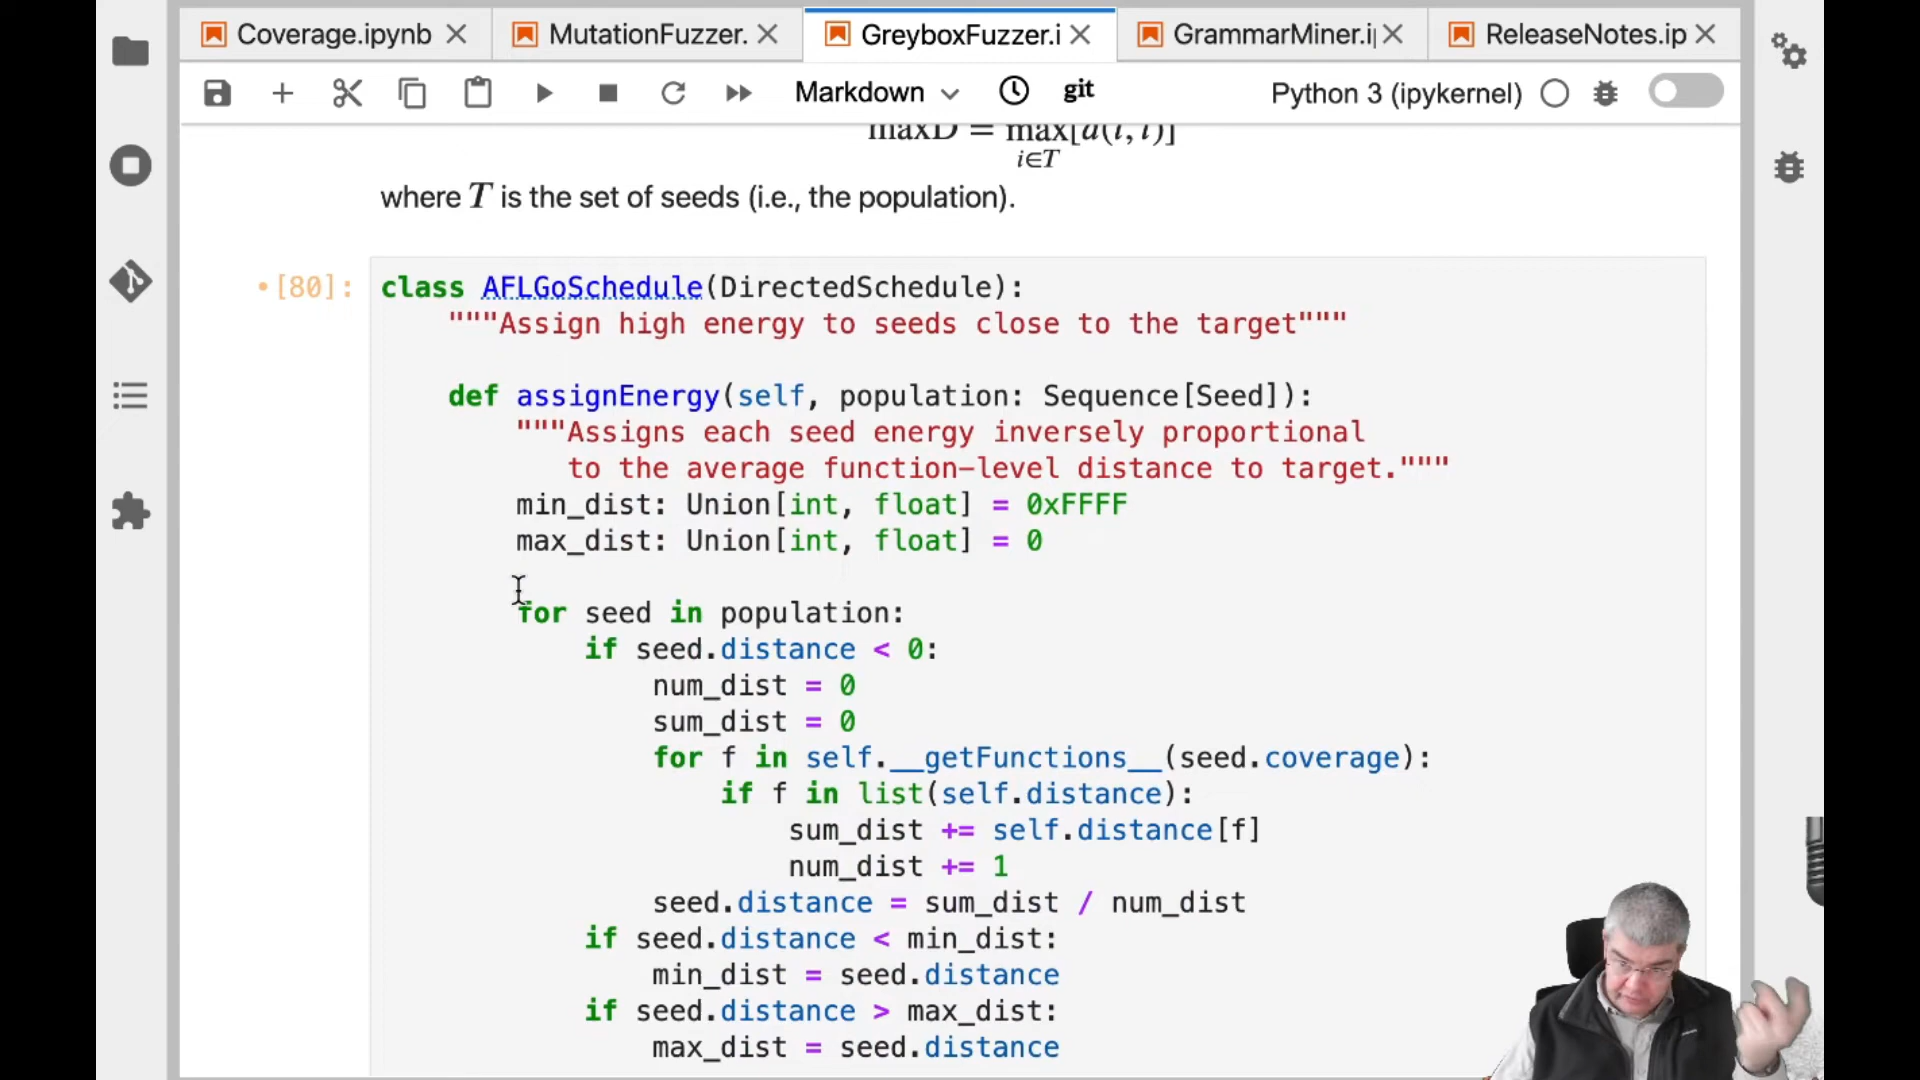 Coverage.ipynb
MutationFuzzer.
GreyboxFuzzer.i
GrammarMiner.i
ReleaseNotes.ip
Markdown
git
Python 3 (ipykernel)
maxD = max[d(i, t)]
i∈T
where T is the set of seeds (i.e., the population).
[80]:
class AFLGoSchedule(DirectedSchedule):
"""Assign high energy to seeds close to the target"""
def assignEnergy(self, population: Sequence[Seed]):
"""Assigns each seed energy inversely proportional
to the average function-level distance to target."""
min_dist: Union[int, float] = 0xFFFF
max_dist: Union[int, float] = 0
for seed in population:
if seed.distance < 0:
num_dist = 0
sum_dist = 0
for f in self.__getFunctions__(seed.coverage):
if f in list(self.distance):
sum_dist += self.distance[f]
num_dist += 1
seed.distance = sum_dist / num_dist
if seed.distance < min_dist:
min_dist = seed.distance
if seed.distance > max_dist:
max_dist = seed.distance